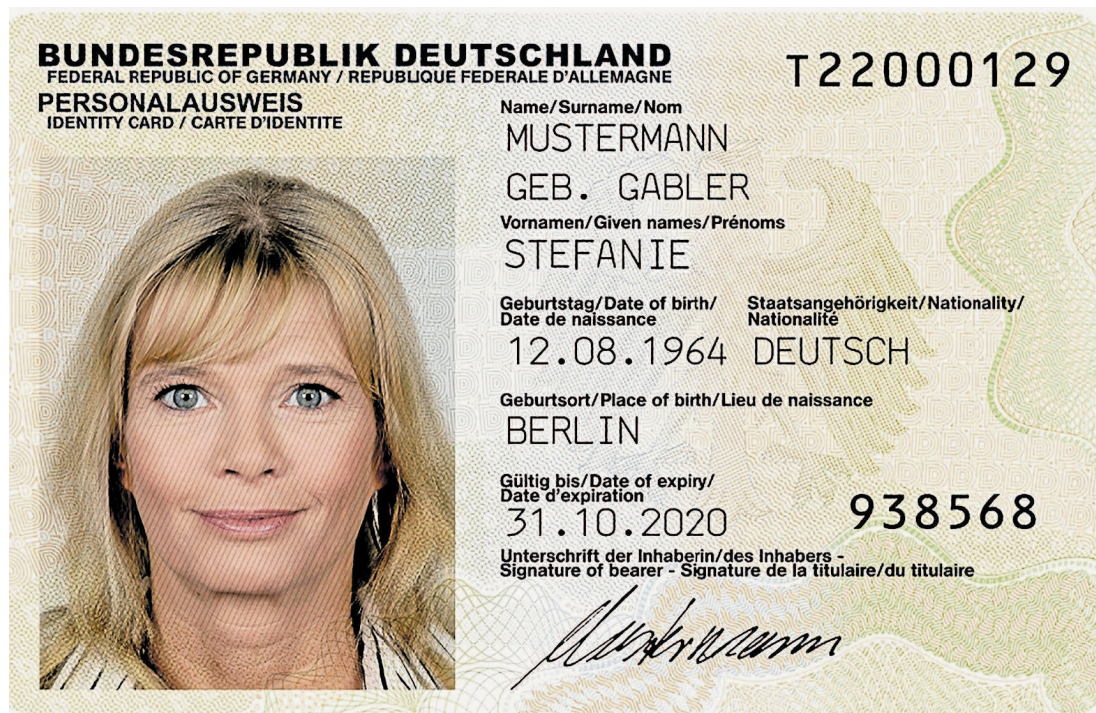 BUNDESREPUBLIK DEUTSCHLAND
FEDERAL REPUBLIC OF GERMANY / REPUBLIQUE FEDERALE D'ALLEMAGNE
PERSONALAUSWEIS
IDENTITY CARD / CARTE D'IDENTITE
T22000129
Name/Surname/Nom
MUSTERMANN
GEB. GABLER
Vornamen/Given names/Prénoms
STEFANIE
Geburtstag/Date of birth/
Date de naissance
Staatsangehörigkeit/Nationality/
Nationalité
12.08.1964 DEUTSCH
Geburtsort/Place of birth/Lieu de naissance
BERLIN
Gültig bis/Date of expiry/
Date d'expiration
31.10.2020
938568
Unterschrift der Inhaberin/des Inhabers -
Signature of bearer - Signature de la titulaire/du titulaire
Mustermann